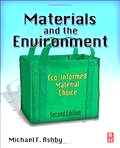 Materials and the
Environment
Eco-Informed
Material
Choice
Second Edition
Michael F. Ashby